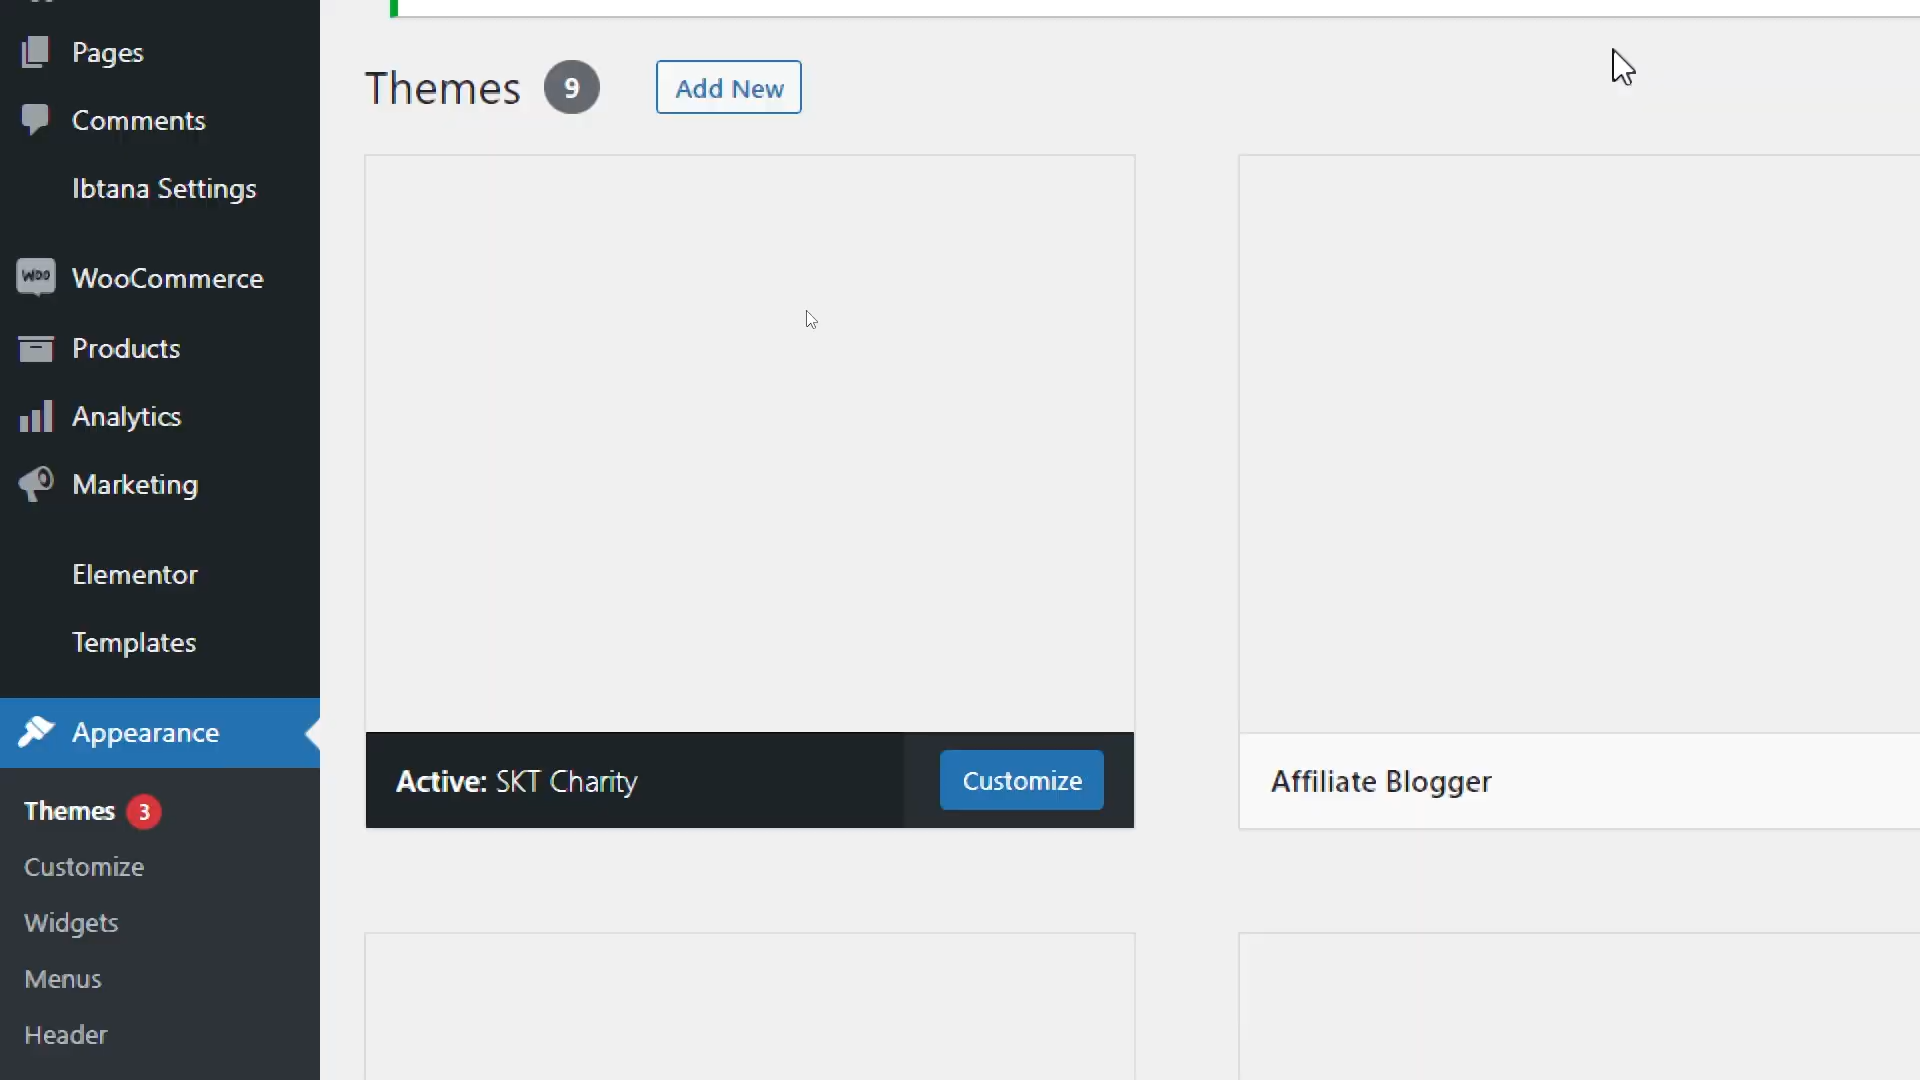 Pages
Comments
Ibtana Settings
WOO
WooCommerce
Products
Analytics
Marketing
Elementor
Templates
Appearance
Themes 3
Customize
Widgets
Menus
Header
Themes 9 Add New
Active: SKT Charity
Customize
Affiliate Blogger